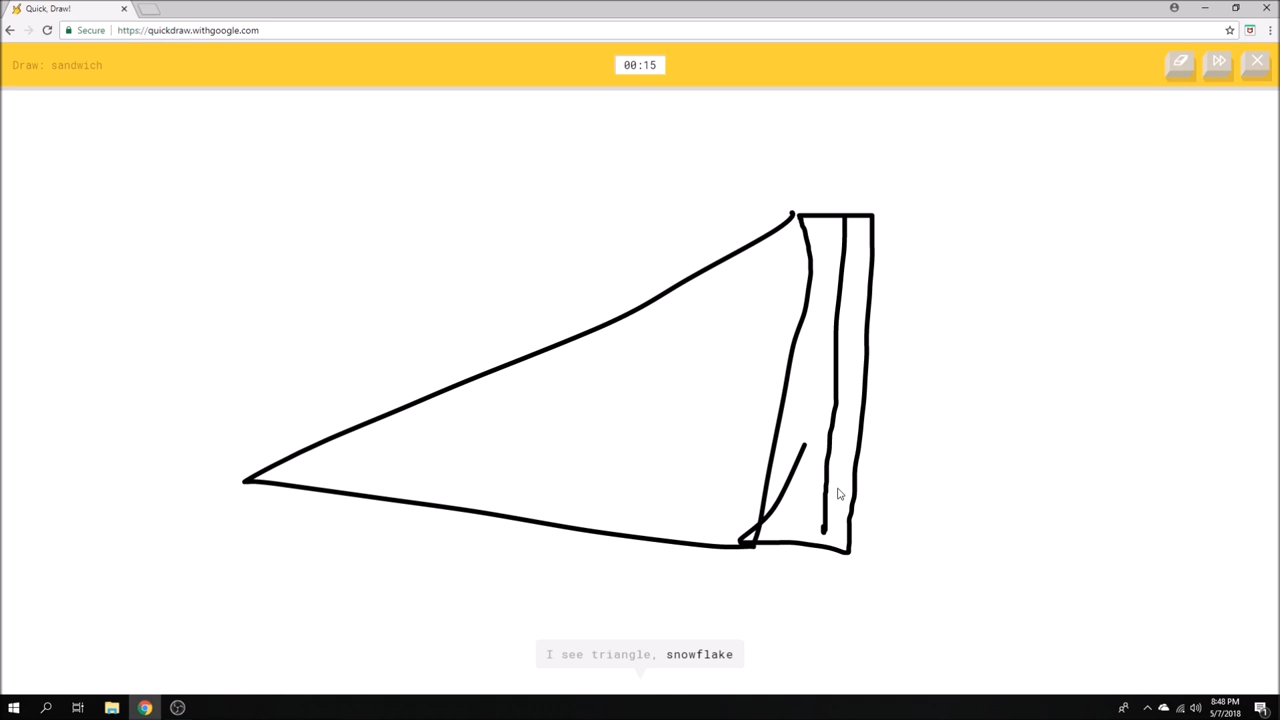 Quick, Draw!
Secure https://quickdraw.withgoogle.com
Draw: sandwich
00:15
I see triangle, snowflake
8:48 PM
5/7/2018
1